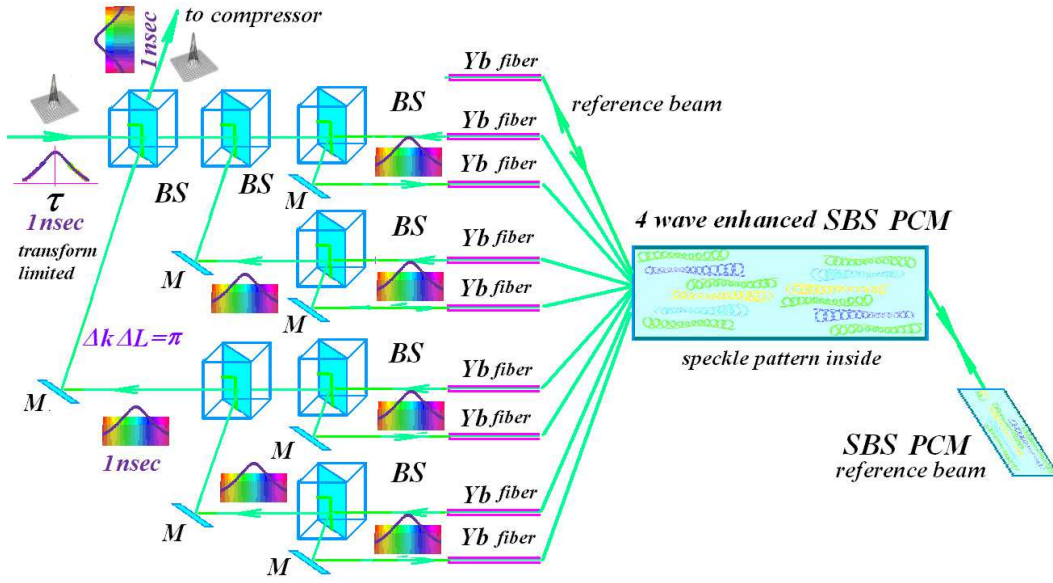 to compressor
1nsec
Yb fiber
reference beam
BS
Yb fiber
Yb fiber
τ
1nsec
transform
limited
BS
BS
M
BS
Yb fiber
4 wave enhanced SBS PCM
M
M
Yb fiber
Δk ΔL=π
speckle pattern inside
BS
Yb fiber
M
1nsec
M
Yb fiber
SBS PCM
reference beam
BS
Yb fiber
M
M
Yb fiber